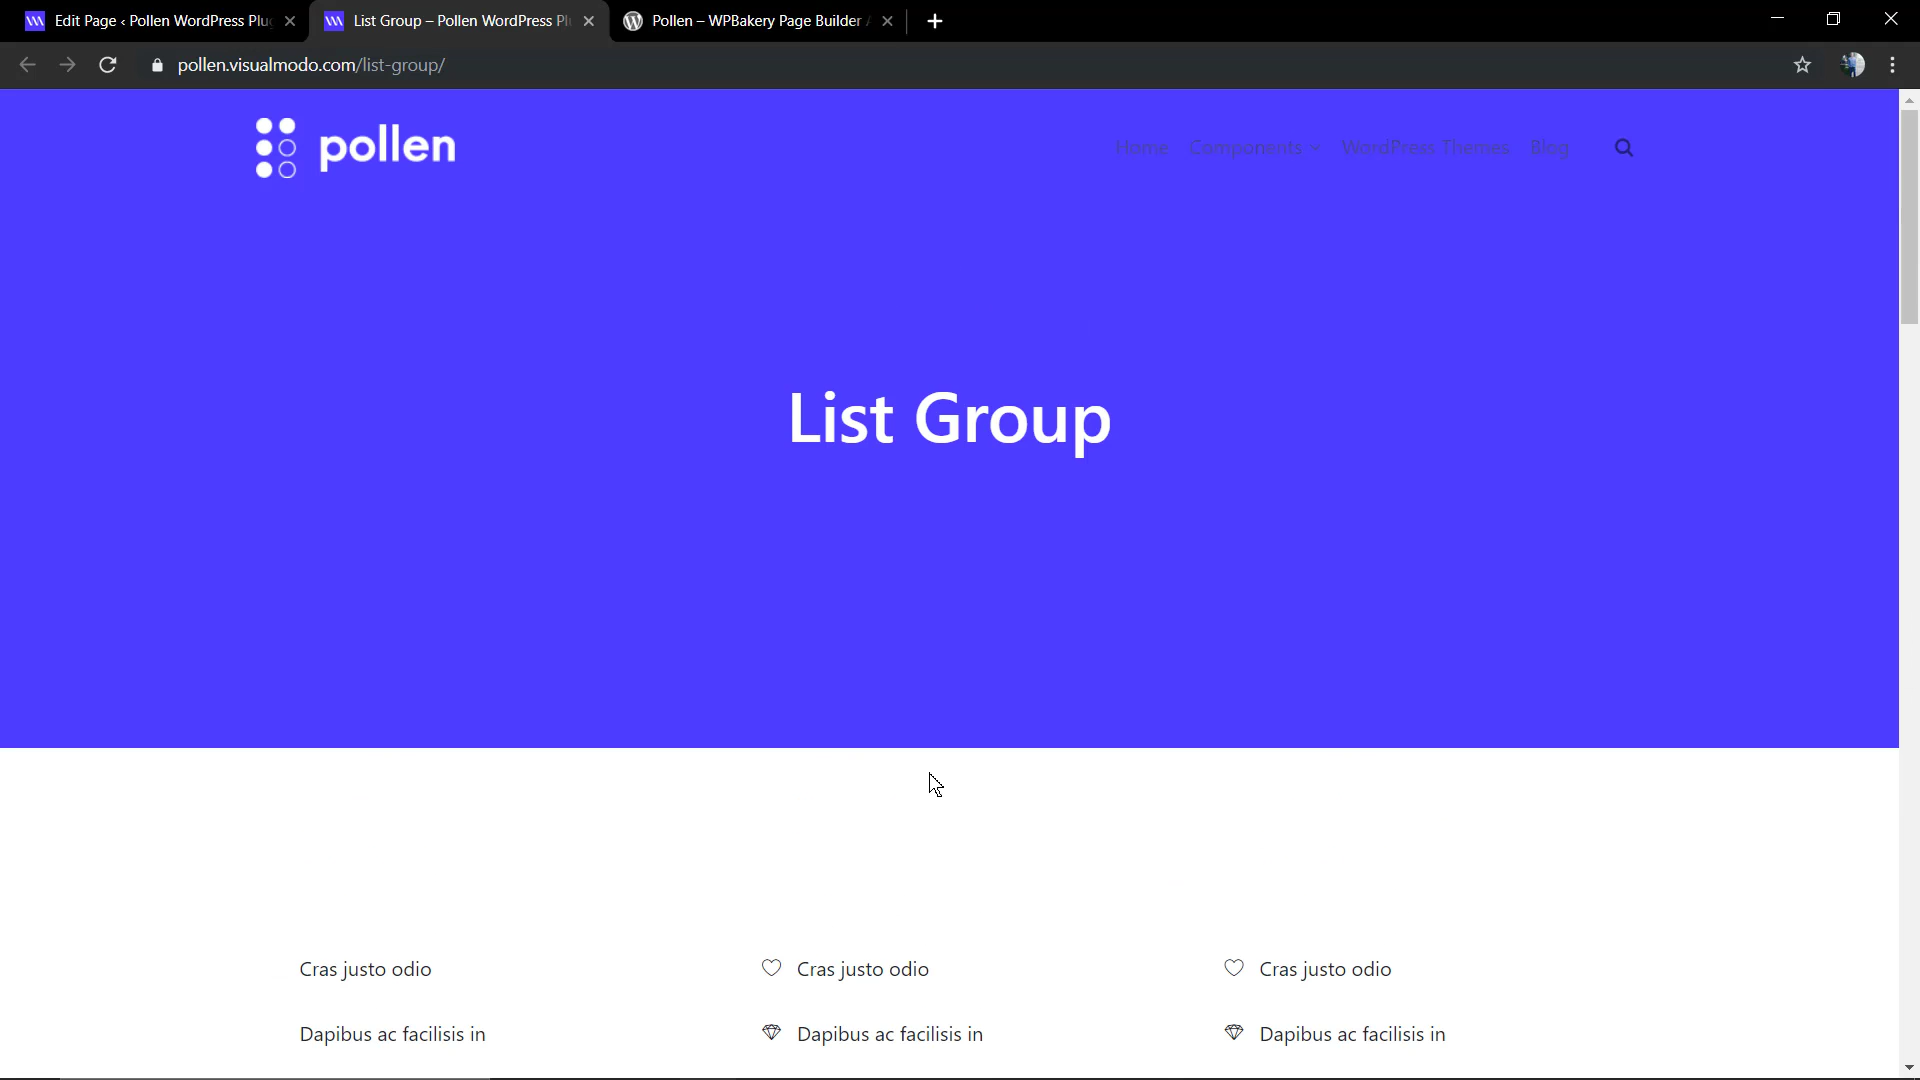 Edit Page ‹ Pollen WordPress Plu
List Group – Pollen WordPress Pl
Pollen – WPBakery Page Builder
pollen.visualmodo.com/list-group/
pollen
Home
Components
WordPress Themes
Blog
List Group
Cras justo odio
Cras justo odio
Cras justo odio
Dapibus ac facilisis in
Dapibus ac facilisis in
Dapibus ac facilisis in